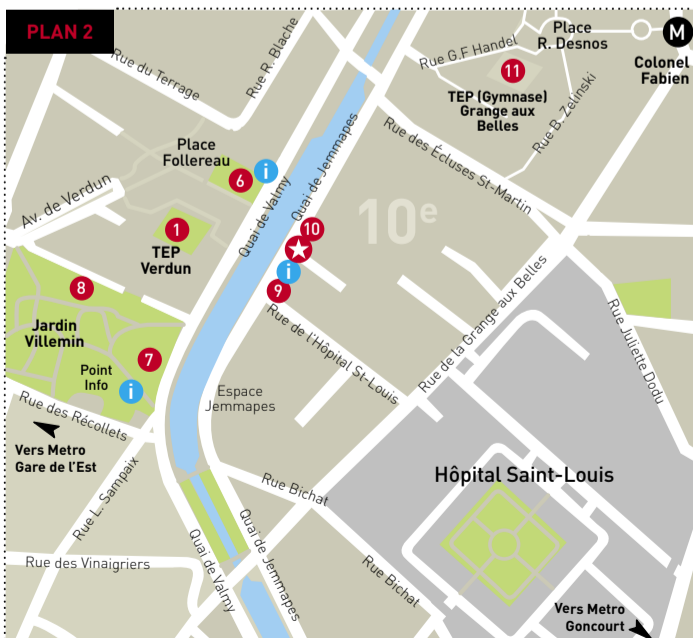 PLAN 2
Rue du Terrage
Rue R. Blache
Place
R. Desnos
M
Colonel
Fabien
Rue G.F Handel
11
TEP (Gymnase)
Grange aux
Belles
Rue B. Zelinski
Rue des Écluses St-Martin
Place
Follereau
i
6
Quai de Valmy
Quai de Jemmapes
10e
Av. de Verdun
1
TEP
Verdun
10
i
9
8
Jardin
Villemin
7
Point
Info
i
Rue de l'Hôpital St-Louis
Rue de la Grange aux Belles
Rue Juliette Dodu
Espace
Jemmapes
Rue des Récollets
Vers Metro
Gare de l'Est
Rue L. Sampaix
Hôpital Saint-Louis
Rue Bichat
Rue des Vinaigriers
Quai de Valmy
Quai de Jemmapes
Rue Bichat
Vers Metro
Goncourt